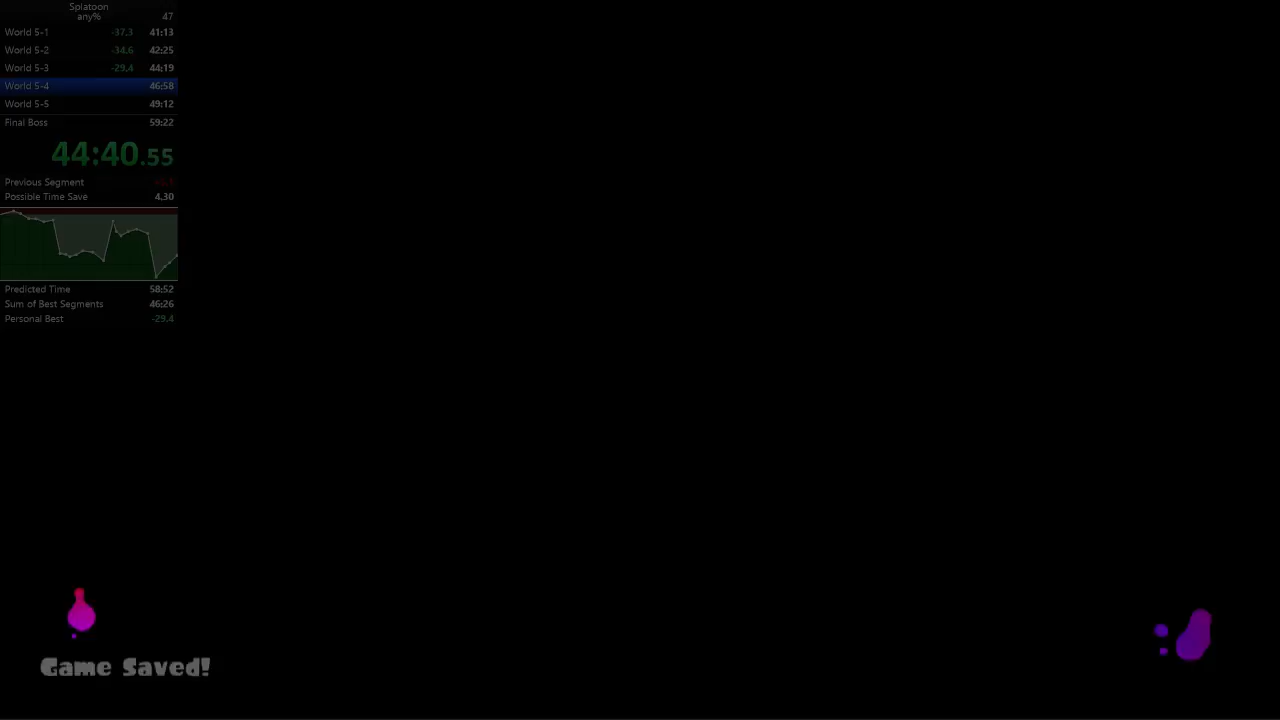 Splatoon
any% 47
World 5-1 -37.3 41:13
World 5-2 -34.6 42:25
World 5-3 -29.4 44:19
World 5-4 46:58
World 5-5 49:12
Final Boss 59:22
44:40.55
Previous Segment
Possible Time Save 4.30
Predicted Time 58:52
Sum of Best Segments 46:26
Personal Best -29.4
Game Saved!